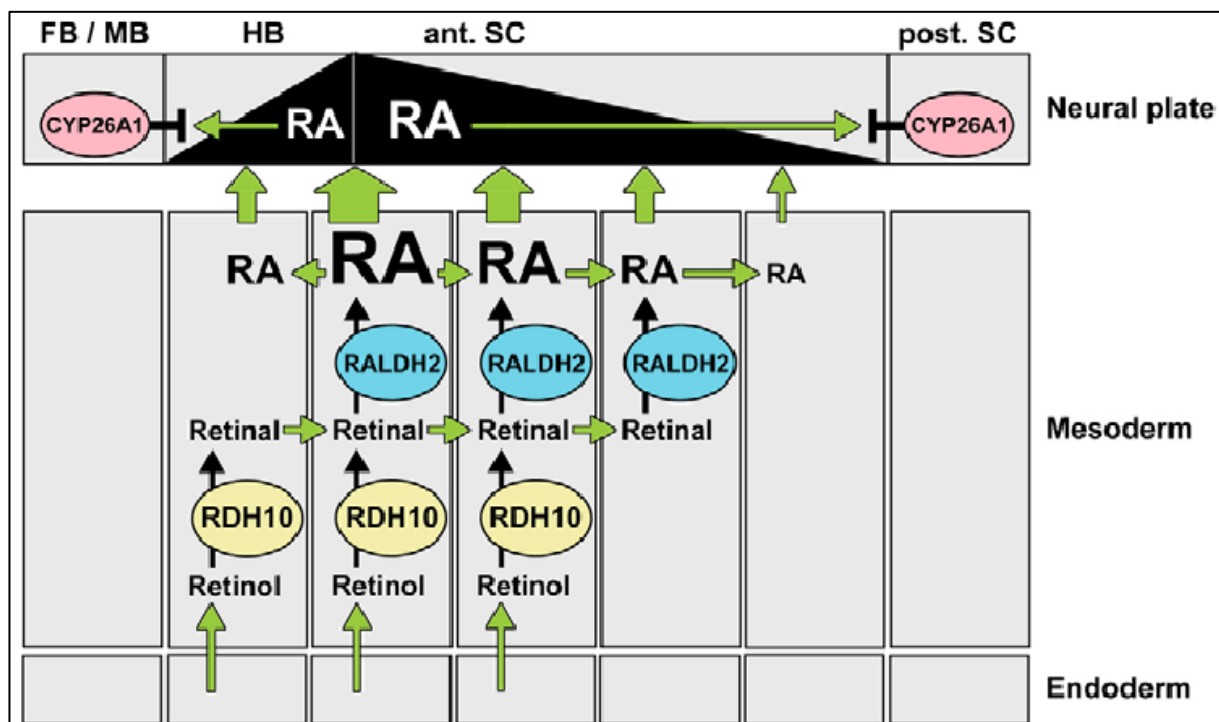 FB / MB HB ant. SC post. SC
CYP26A1 RA RA CYP26A1 Neural plate
RA RA RA RA RA
RALDH2 RALDH2 RALDH2
Retinal Retinal Retinal Retinal Mesoderm
RDH10 RDH10 RDH10
Retinol Retinol Retinol
Endoderm